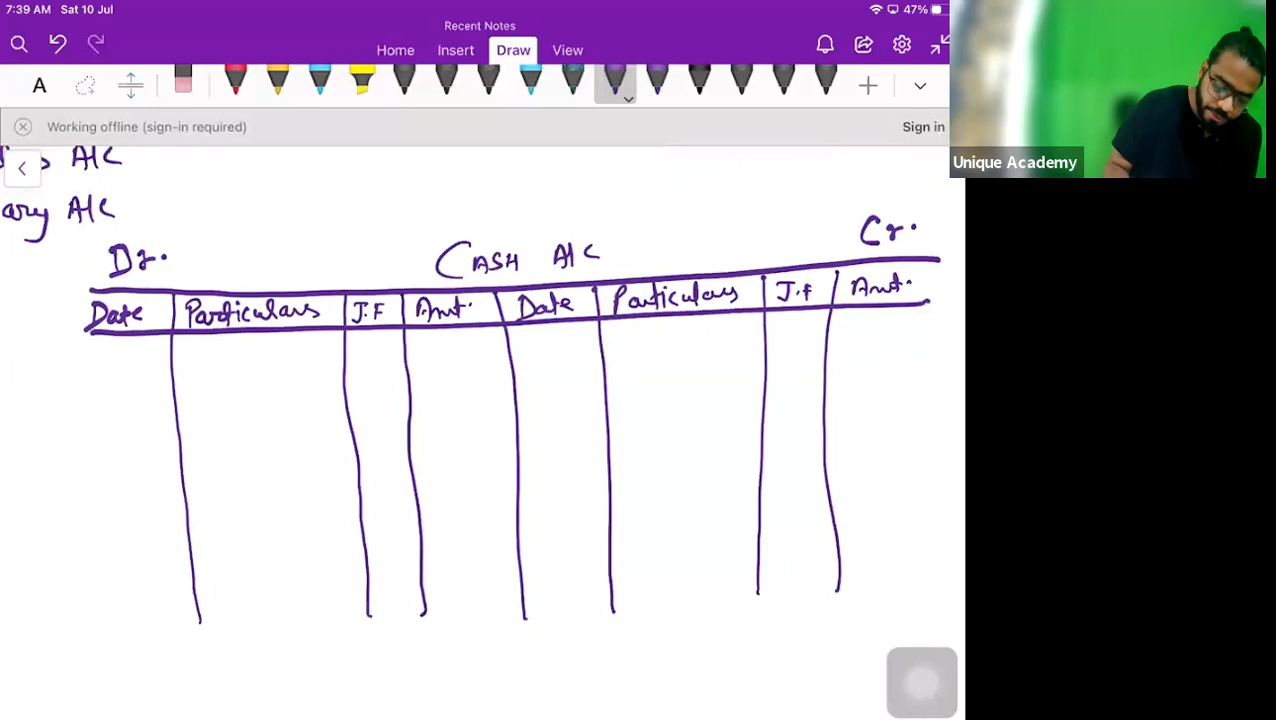 7:39 AM Sat 10 Jul
47%
Recent Notes
Home Insert Draw View
A
Working offline (sign-in required)
Sign in
Unique Academy
A/C
ary A/C
Dr. CASH A/C Cr.
Date Particulars J.F Amt. Date Particulars J.F Amt.